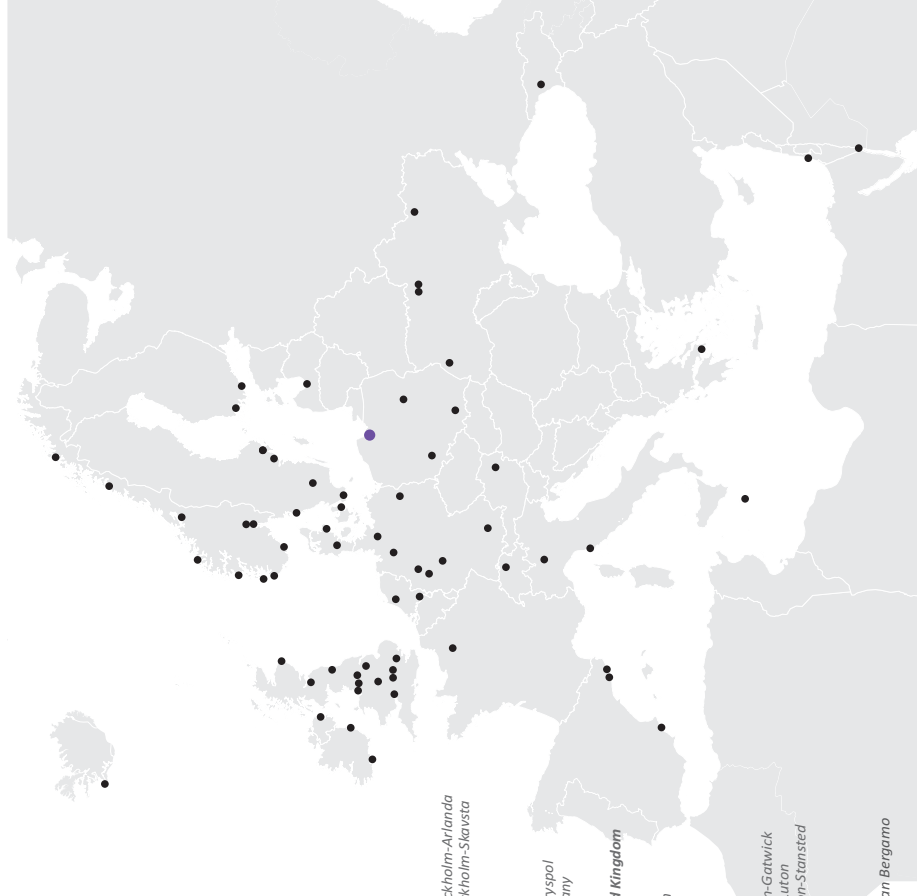 ckholm-Arlanda
kholm-Skavsta
yspol
any
d Kingdom
n
n-Gatwick
uton
n-Stansted
an Bergamo